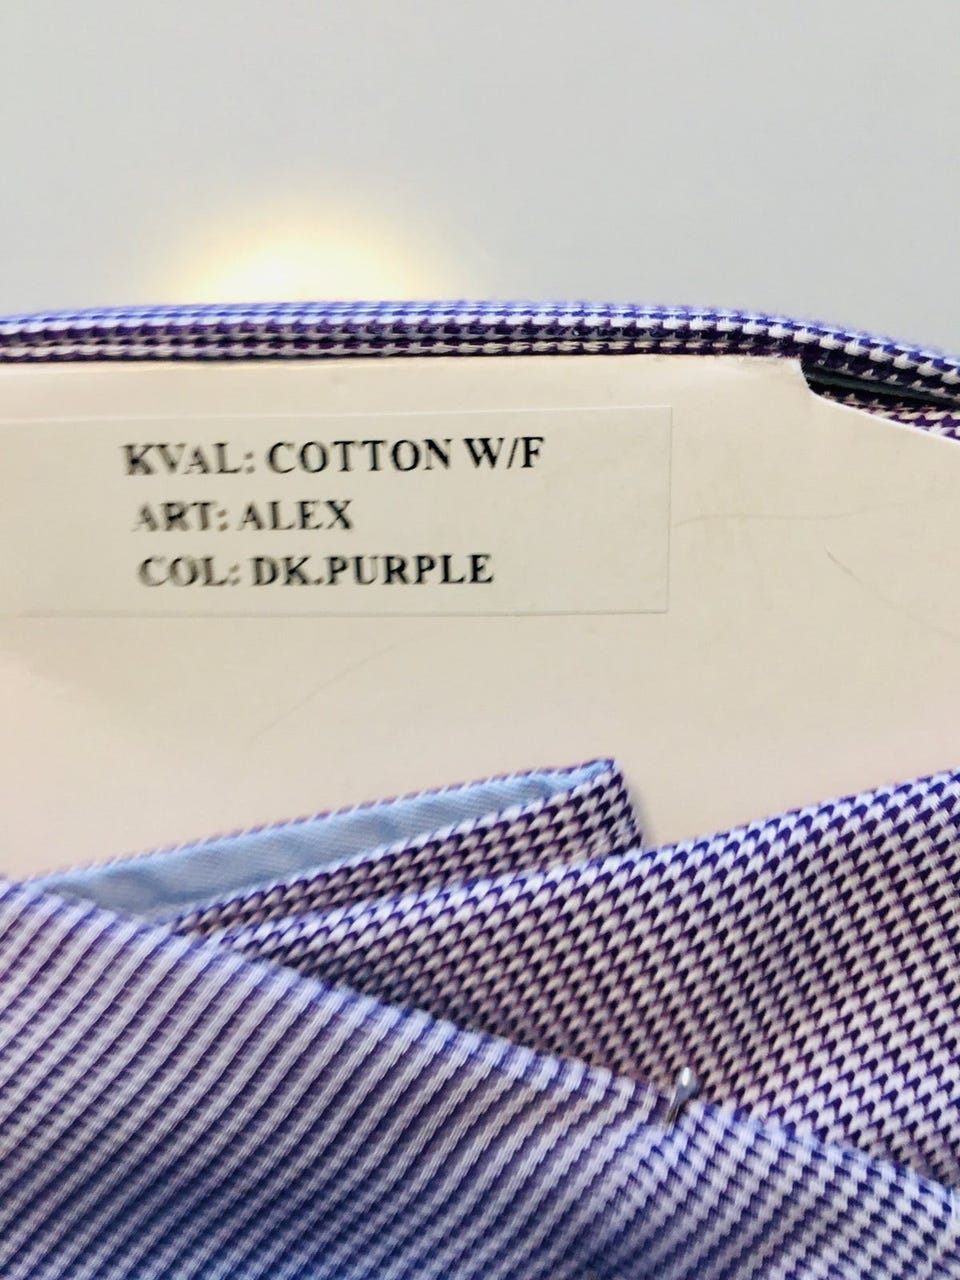 KVAL: COTTON W/F
ART: ALEX
COL: DK.PURPLE